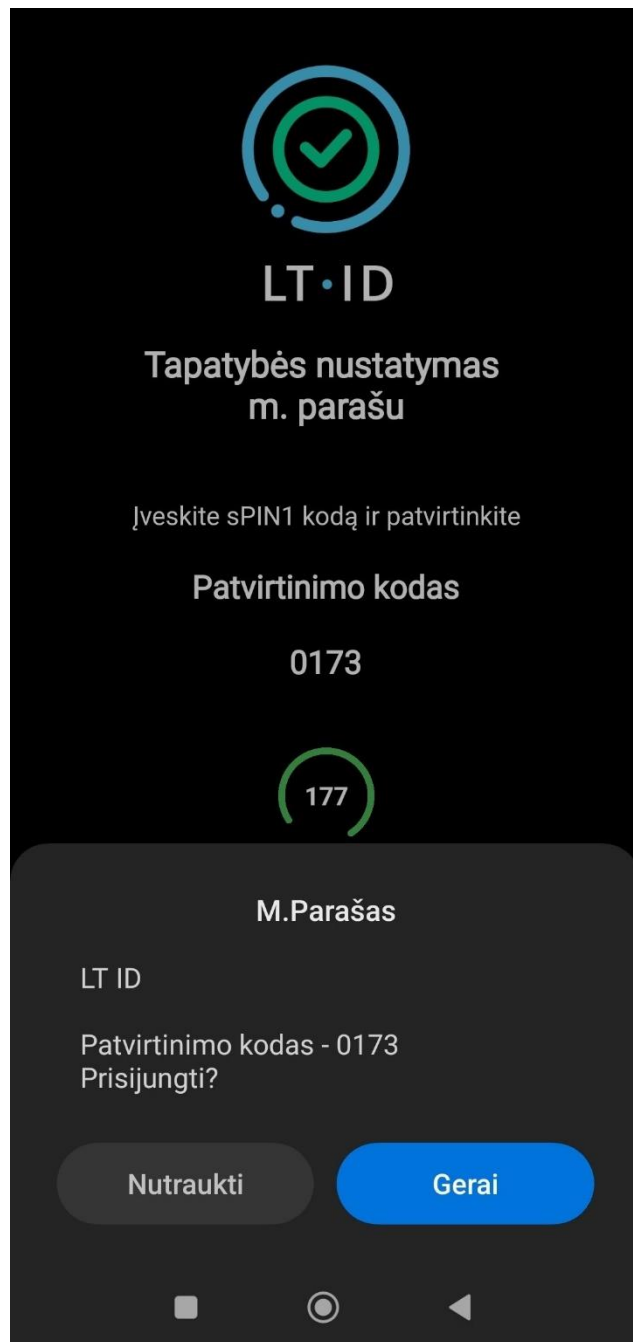 LT·ID
Tapatybės nustatymas
m. parašu
Įveskite sPIN1 kodą ir patvirtinkite
Patvirtinimo kodas
0173
177
M.Parašas
LT ID
Patvirtinimo kodas - 0173
Prisijungti?
Nutraukti
Gerai